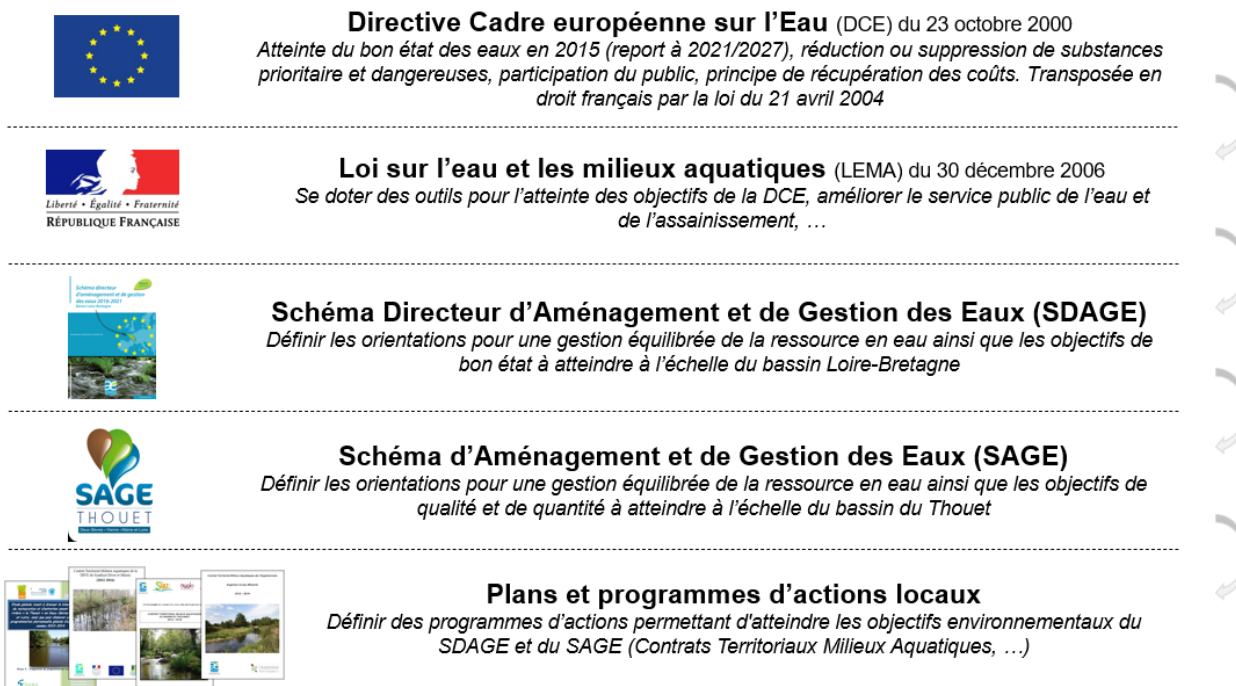 Directive Cadre européenne sur l'Eau (DCE) du 23 octobre 2000
Atteinte du bon état des eaux en 2015 (report à 2021/2027), réduction ou suppression de substances
prioritaire et dangereuses, participation du public, principe de récupération des coûts. Transposée en
droit français par la loi du 21 avril 2004
Liberté • Égalité • Fraternité
RÉPUBLIQUE FRANÇAISE
Loi sur l'eau et les milieux aquatiques (LEMA) du 30 décembre 2006
Se doter des outils pour l'atteinte des objectifs de la DCE, améliorer le service public de l'eau et
de l'assainissement, …
Schéma directeur
d'aménagement et de gestion
des eaux 2016-2021
Schéma Directeur d'Aménagement et de Gestion des Eaux (SDAGE)
Définir les orientations pour une gestion équilibrée de la ressource en eau ainsi que les objectifs de
bon état à atteindre à l'échelle du bassin Loire-Bretagne
SAGE
THOUET
Schéma d'Aménagement et de Gestion des Eaux (SAGE)
Définir les orientations pour une gestion équilibrée de la ressource en eau ainsi que les objectifs de
qualité et de quantité à atteindre à l'échelle du bassin du Thouet
Plans et programmes d'actions locaux
Définir des programmes d'actions permettant d'atteindre les objectifs environnementaux du
SDAGE et du SAGE (Contrats Territoriaux Milieux Aquatiques, …)